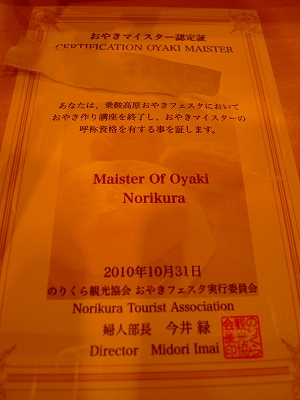 おやきマイスター認定証
CERTIFICATION OYAKI MAISTER
あなたは、乗鞍高原おやきフェスタにおいて
おやき作り講座を終了し、おやきマイスターの
呼称資格を有する事を証します。
Maister Of Oyaki
Norikura
2010年10月31日
のりくら観光協会 おやきフェスタ実行委員会
Norikura Tourist Association
婦人部長 今井 緑
Director Midori Imai